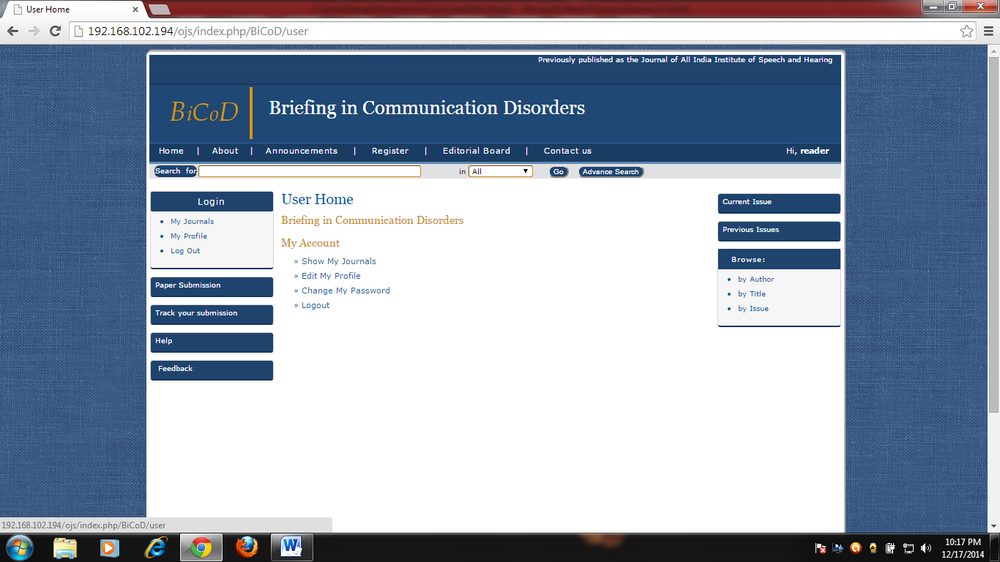 User Home
192.168.102.194/ojs/index.php/BiCoD/user
Previously published as the Journal of All India Institute of Speech and Hearing
BiCoD
Briefing in Communication Disorders
Home | About | Announcements | Register | Editorial Board | Contact us
Hi, reader
Search for
in All
Go
Advance Search
Login
My Journals
My Profile
Log Out
Paper Submission
Track your submission
Help
Feedback
User Home
Briefing in Communication Disorders
My Account
» Show My Journals
» Edit My Profile
» Change My Password
» Logout
Current Issue
Previous Issues
Browse:
by Author
by Title
by Issue
192.168.102.194/ojs/index.php/BiCoD/user
10:17 PM
12/17/2014